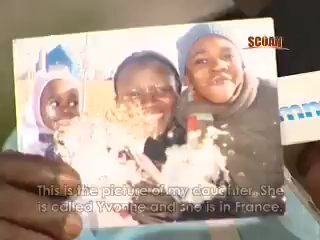 SCOAN
This is the picture of my daughter. She
is called Yvonne and she is in France.